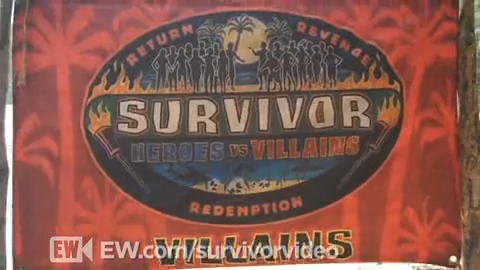 RETURN REVENGE
SURVIVOR
HEROES VS VILLAINS
REDEMPTION
VILLAINS
EW EW.com/survivorvideo